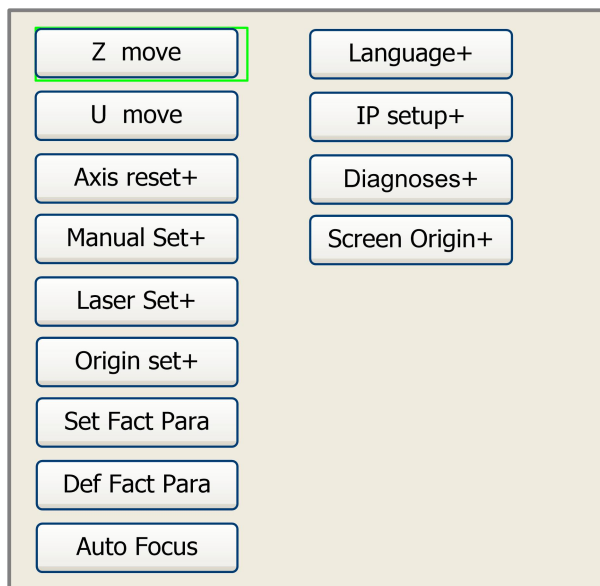 Z move
U move
Axis reset+
Manual Set+
Laser Set+
Origin set+
Set Fact Para
Def Fact Para
Auto Focus
Language+
IP setup+
Diagnoses+
Screen Origin+